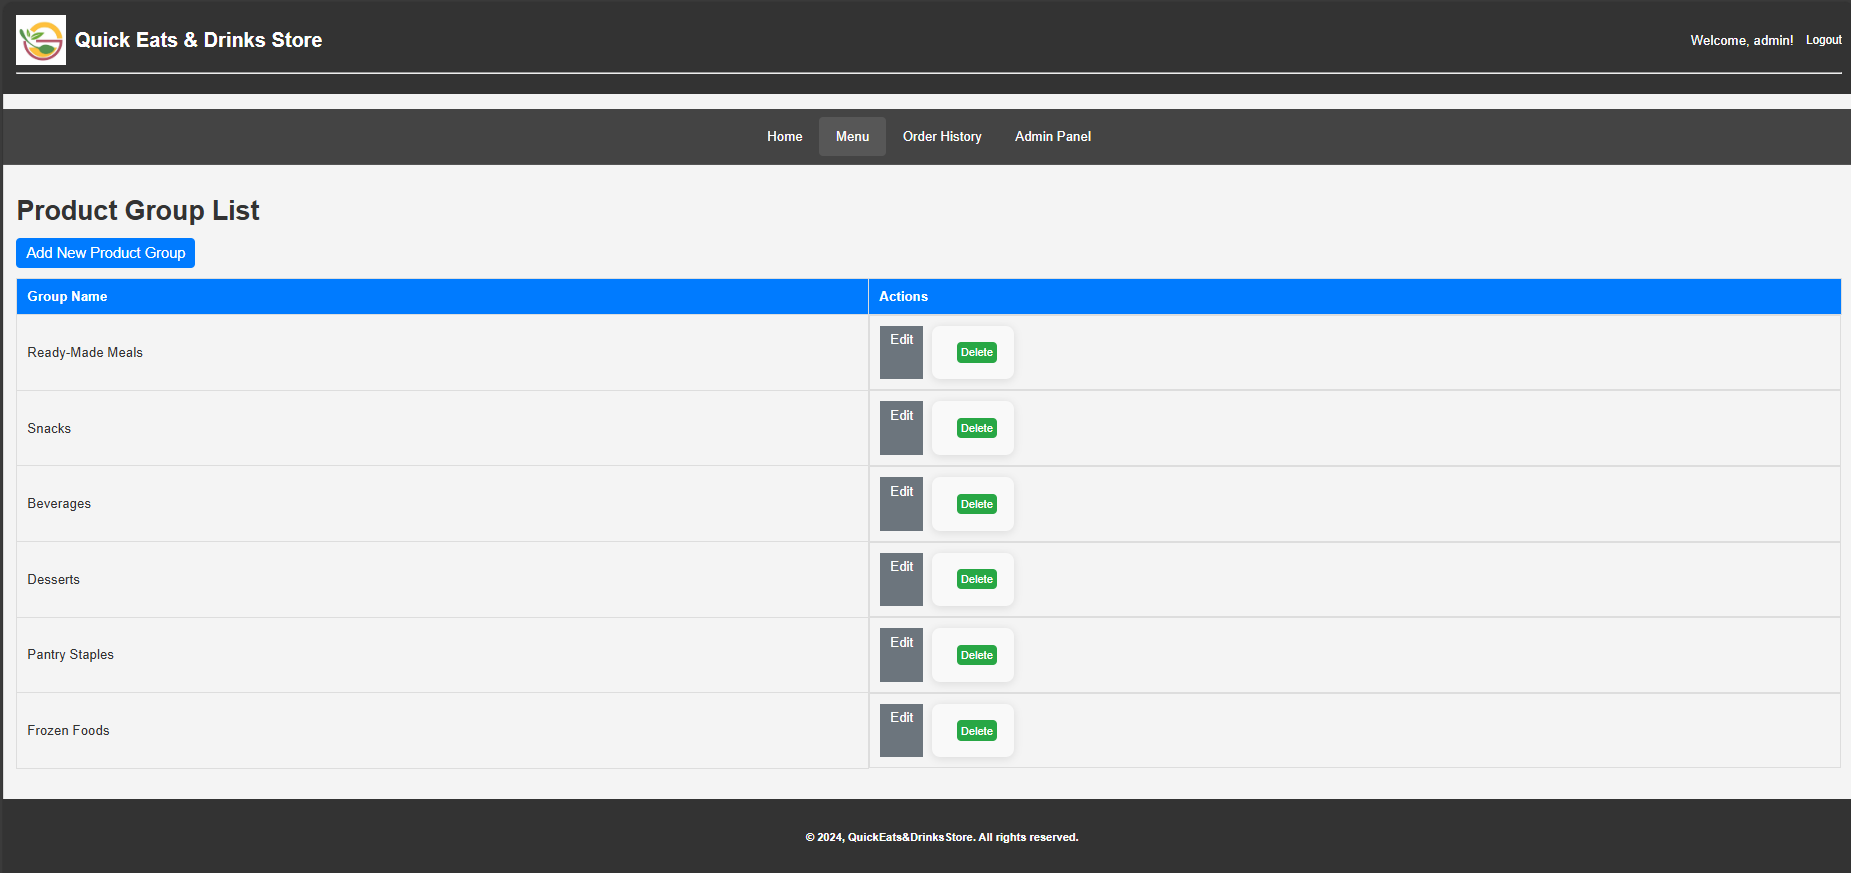 Quick Eats & Drinks Store
Welcome, admin! Logout
Home Menu Order History Admin Panel
Product Group List
Add New Product Group
Group Name Actions
Ready-Made Meals Edit Delete
Snacks Edit Delete
Beverages Edit Delete
Desserts Edit Delete
Pantry Staples Edit Delete
Frozen Foods Edit Delete
© 2024, QuickEats&DrinksStore. All rights reserved.